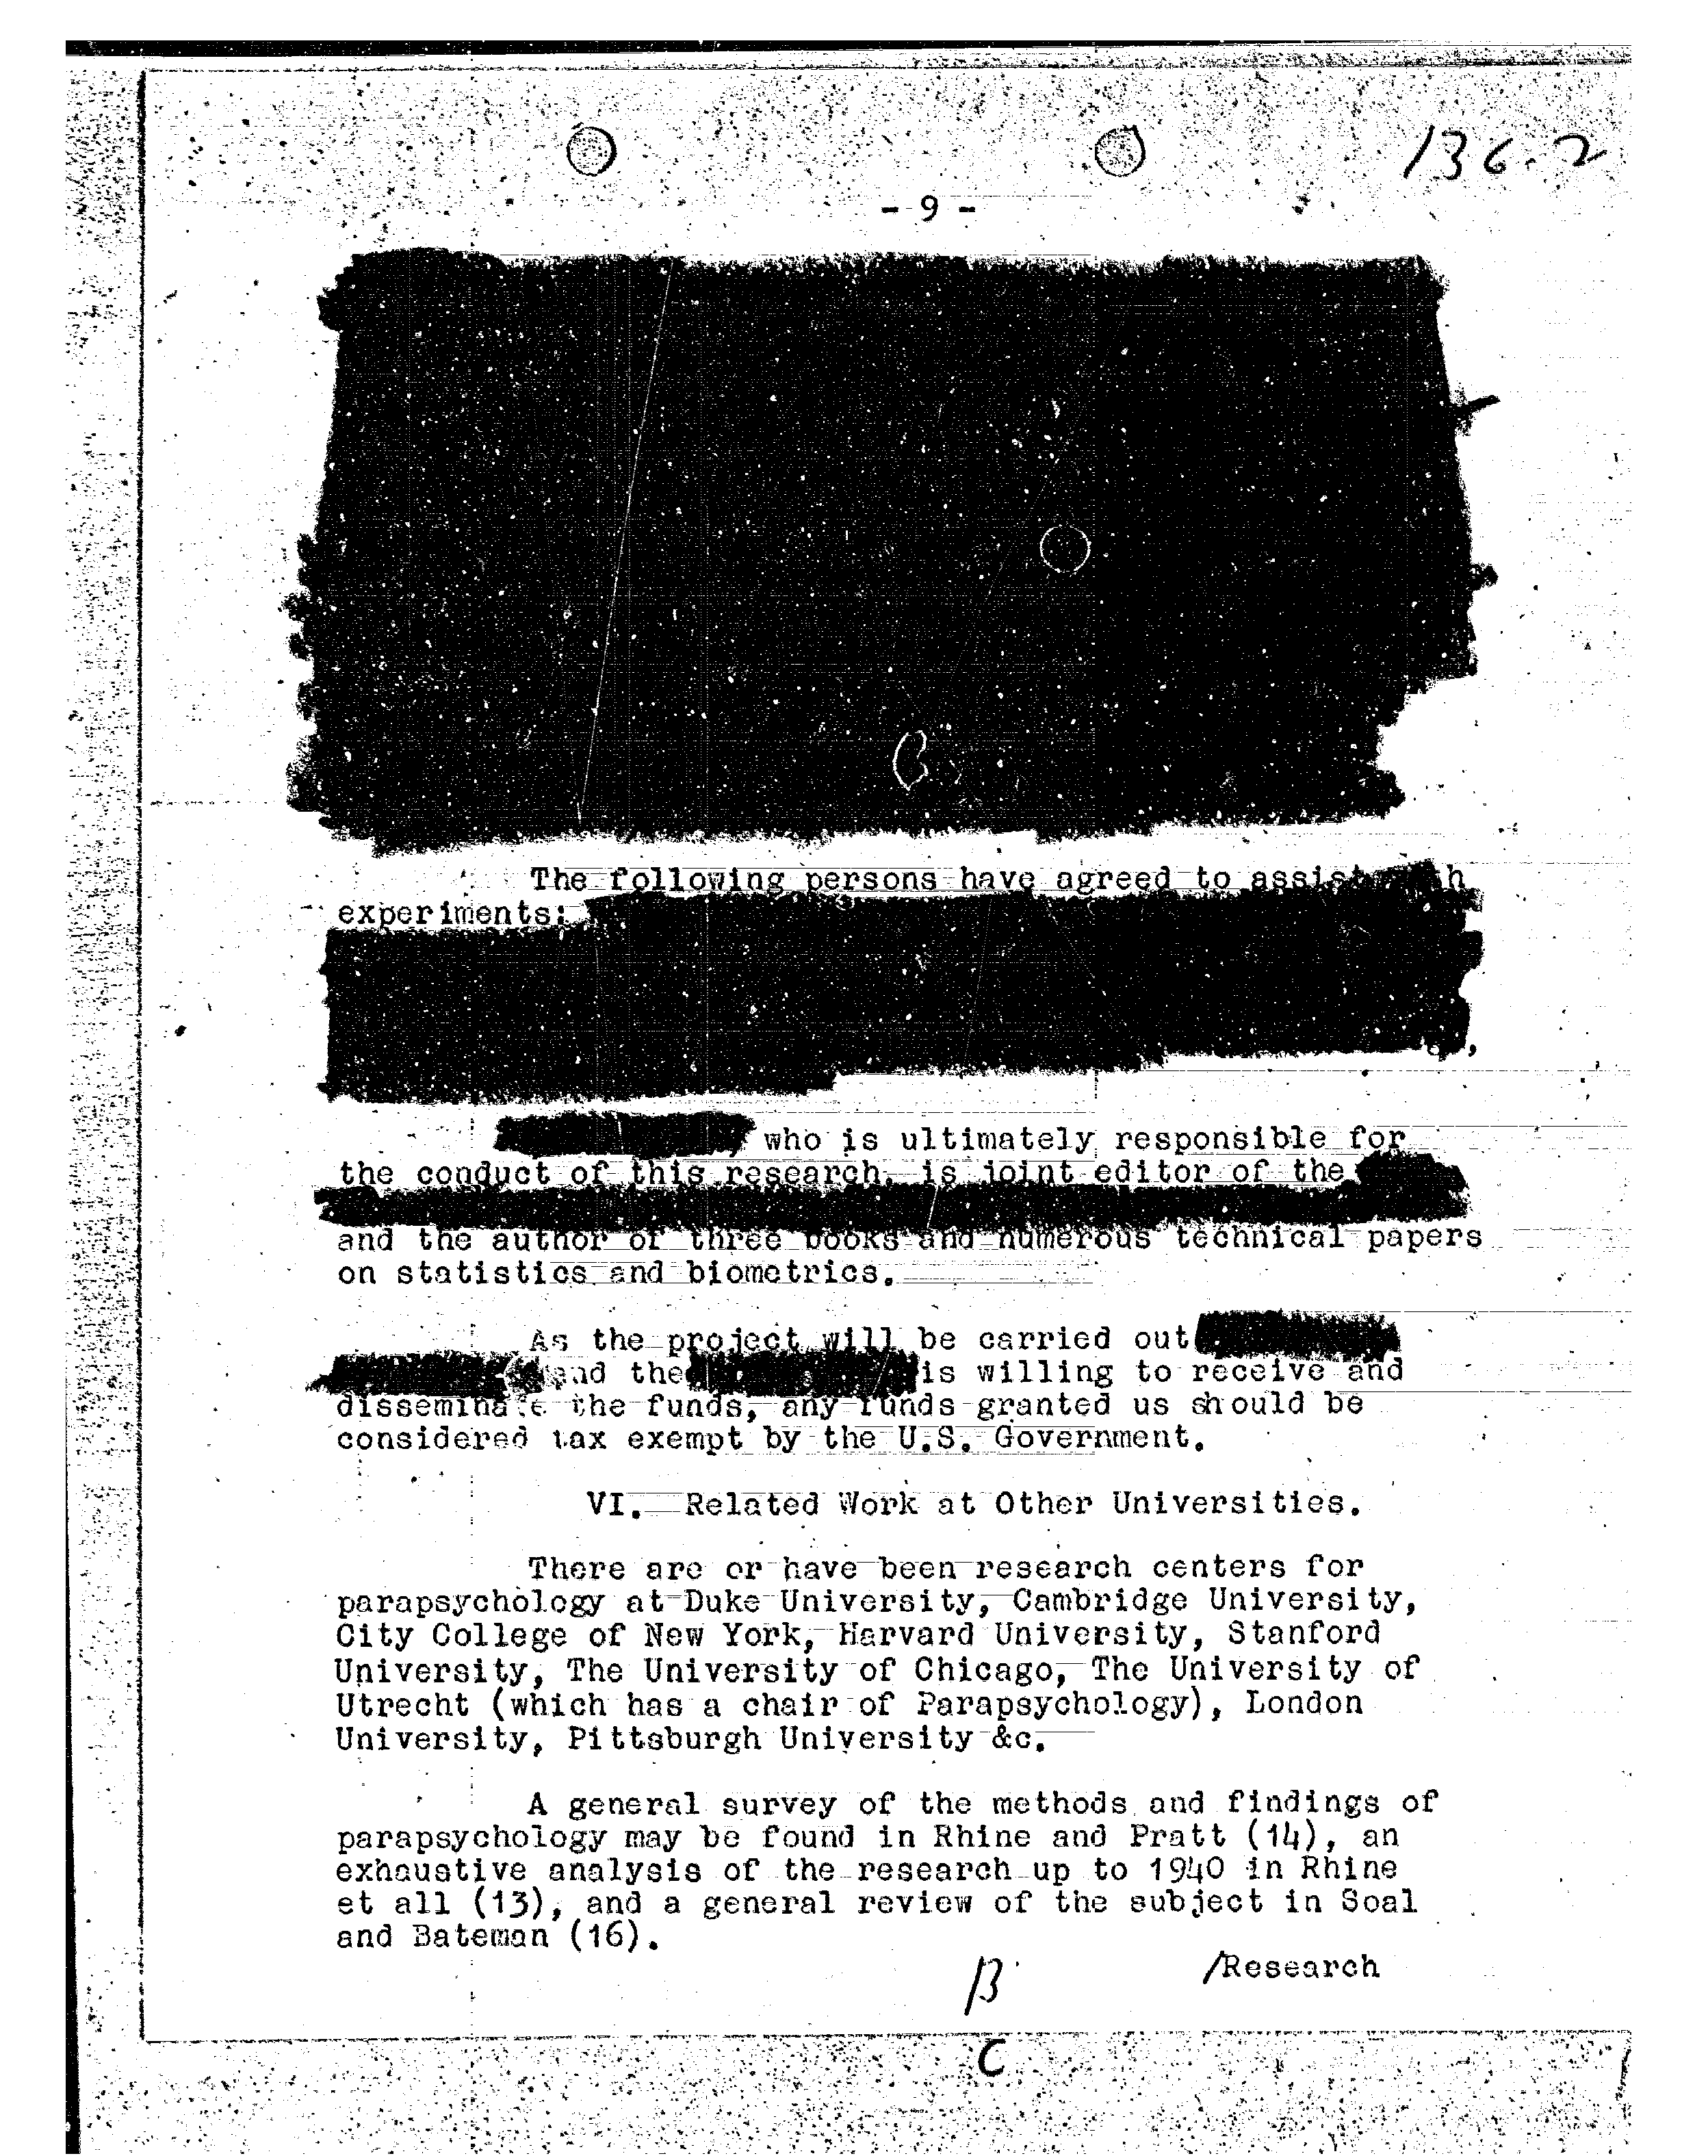 136-2
- 9 -
The following persons have agreed to assist
experiments:
who is ultimately responsible for
the conduct of this research, is joint editor of the
and the author of three books and numerous technical papers
on statistics and biometrics.
As the project will be carried out
and the is willing to receive and
disseminate the funds, any funds granted us should be
considered tax exempt by the U.S. Government.
VI. Related Work at Other Universities.
There are or have been research centers for
parapsychology at Duke University, Cambridge University,
City College of New York, Harvard University, Stanford
University, The University of Chicago, The University of
Utrecht (which has a chair of Parapsychology), London
University, Pittsburgh University &c.
A general survey of the methods and findings of
parapsychology may be found in Rhine and Pratt (14), an
exhaustive analysis of the research up to 1940 in Rhine
et all (13), and a general review of the subject in Soal
and Bateman (16).
/Research
B
C